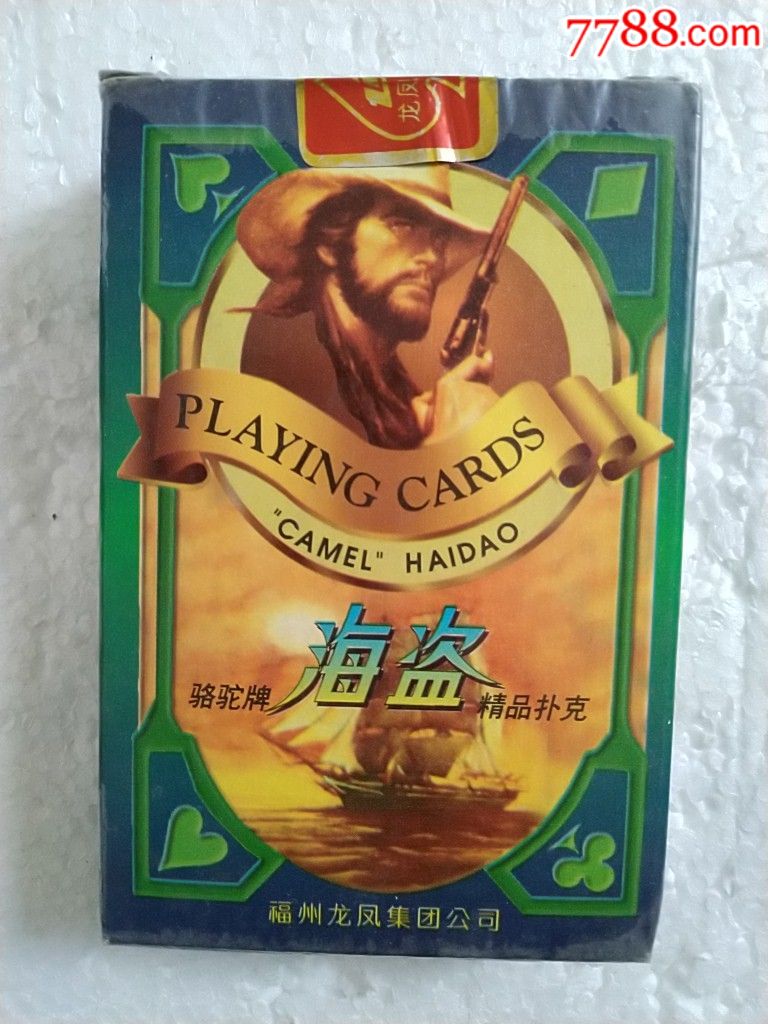 7788.com
龙凤
PLAYING CARDS
"CAMEL" HAIDAO
海盗
骆驼牌 精品扑克
福州龙凤集团公司